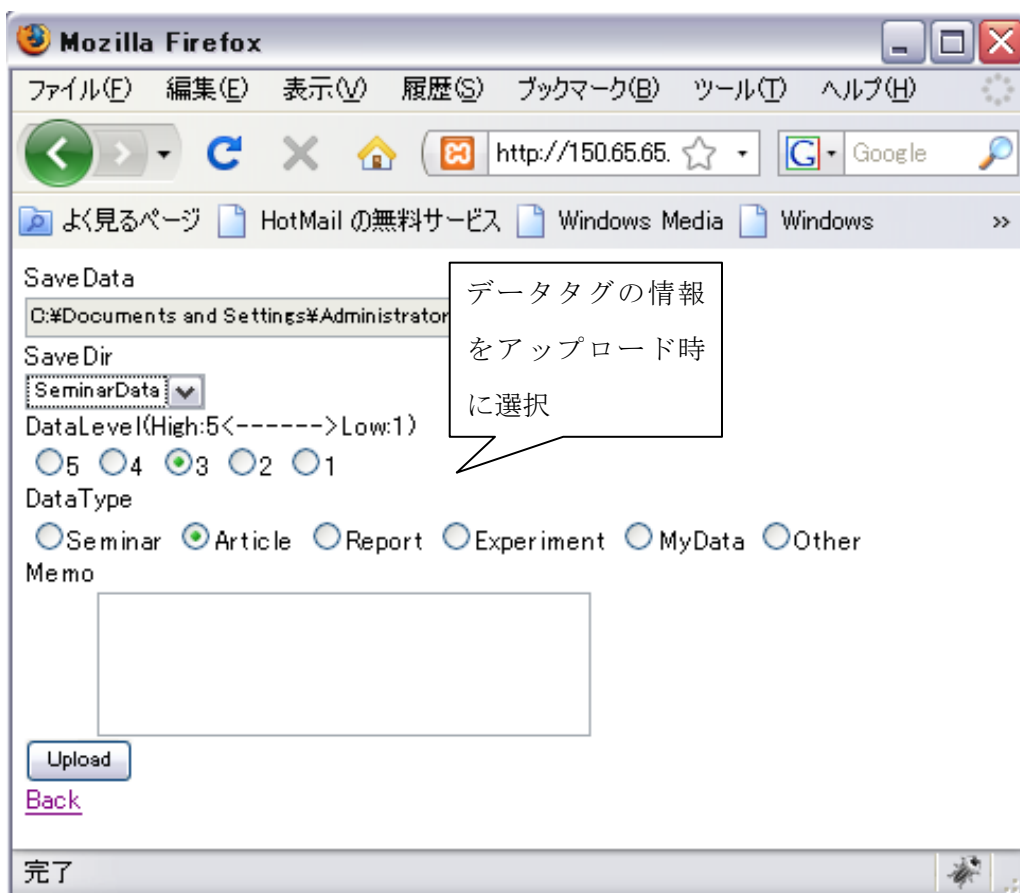 Mozilla Firefox
ファイル(F) 編集(E) 表示(V) 履歴(S) ブックマーク(B) ツール(T) ヘルプ(H)
http://150.65.65. G Google
よく見るページ HotMail の無料サービス Windows Media Windows »
SaveData
C:¥Documents and Settings¥Administrator
データタグの情報
をアップロード時
に選択
SaveDir
SeminarData
DataLevel(High:5<------>Low:1)
5 4 3 2 1
DataType
Seminar Article Report Experiment MyData Other
Memo
Upload
Back
完了